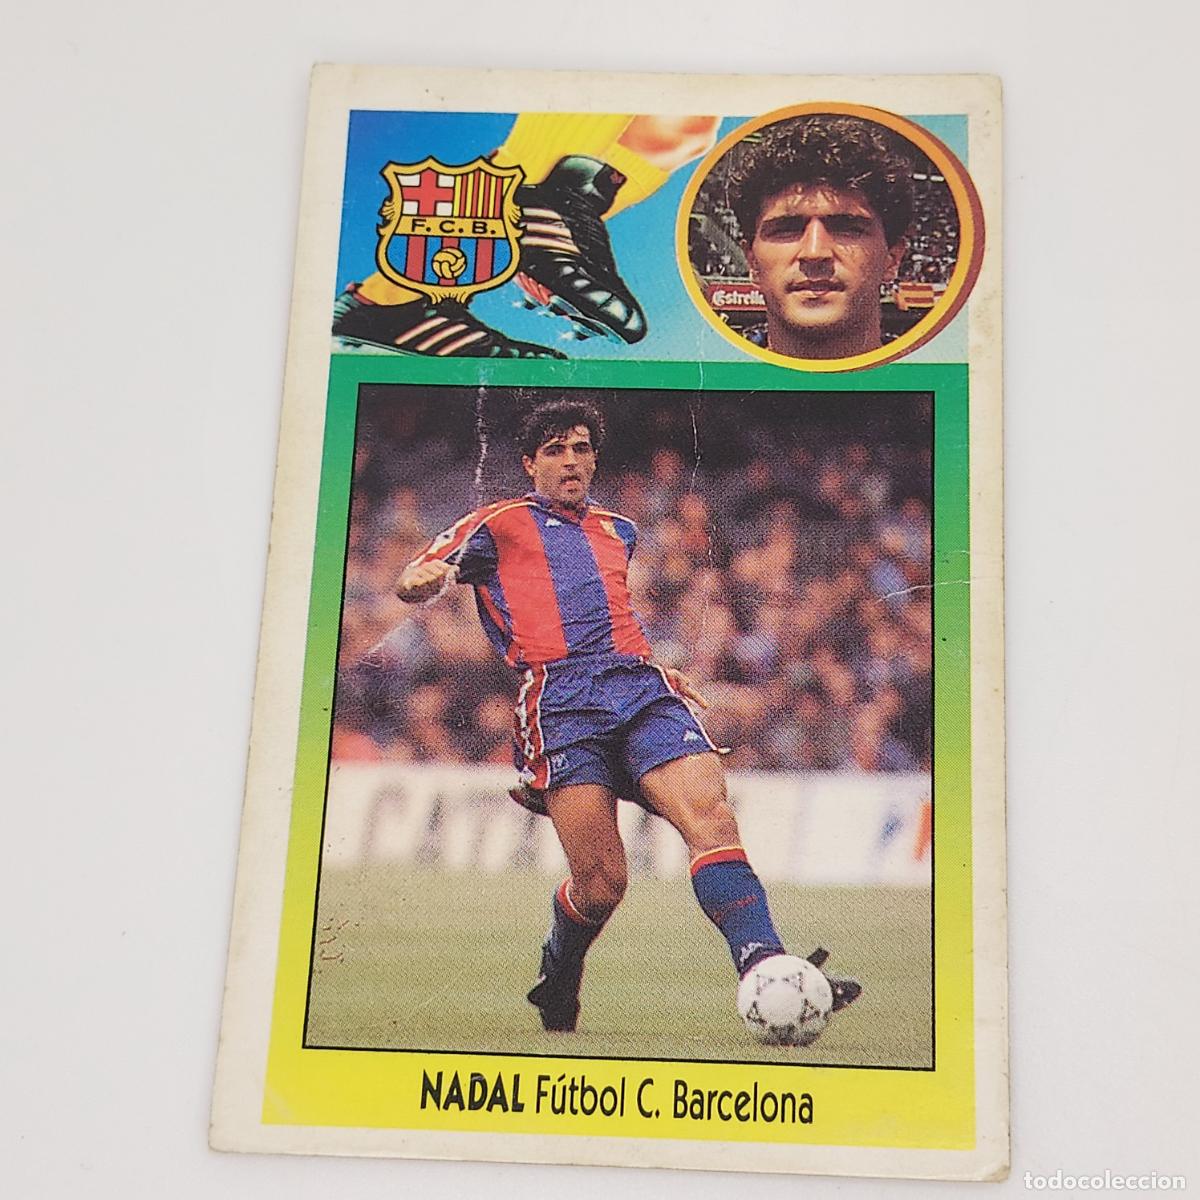 F.C.B.
Estrella
NADAL Fútbol C. Barcelona
todocoleccion